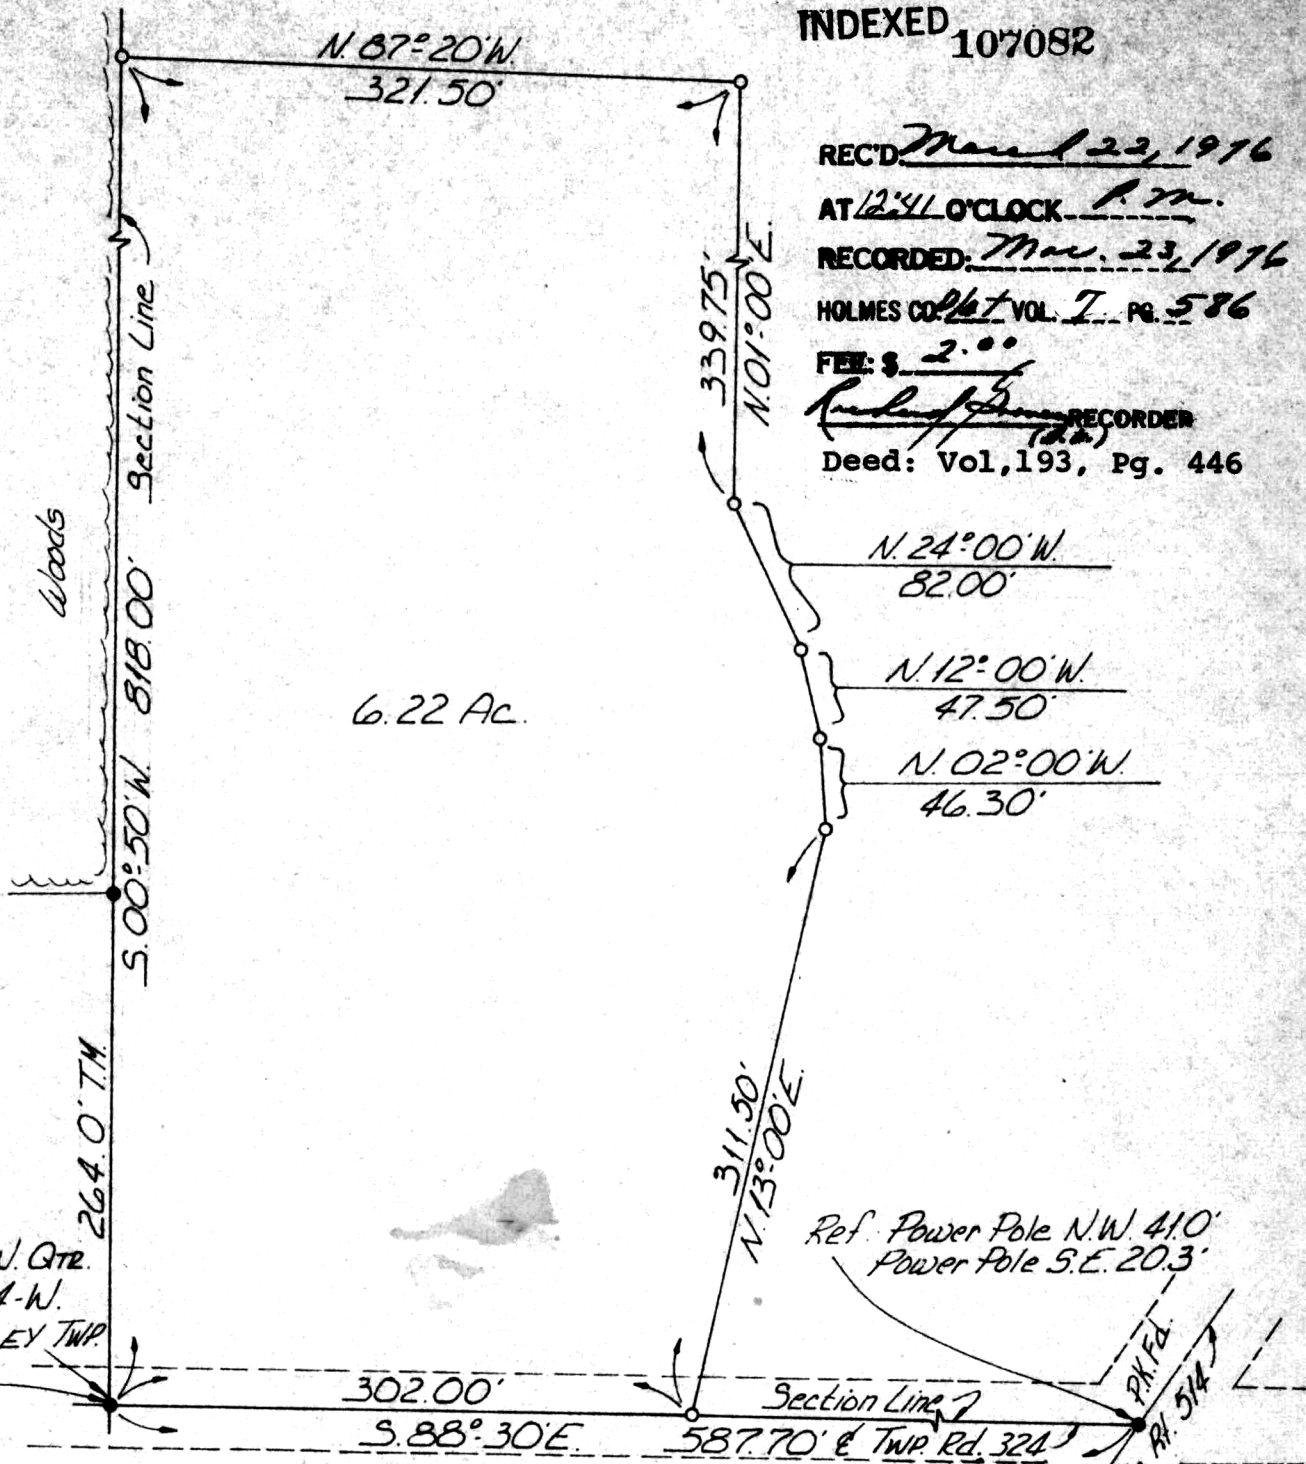 INDEXED 107082
N. 87°-20' W.
321.50'
REC'D. March 22, 1976
AT 12:41 O'CLOCK P. M.
RECORDED: Mar. 23, 1976
HOLMES CO. Plat VOL. 7 PG. 586
FEE: $ 2.00
RECORDER
Deed: Vol,193, Pg. 446
Section Line
339.75'
N. 01°-00' E.
Woods
N. 24°-00' W.
82.00'
N. 12°-00' W.
47.50'
N. 02°-00' W.
46.30'
6.22 Ac.
S. 00°-50' W. 818.00'
264.0' T.M.
311.50'
N. 13°-00' E.
Ref. Power Pole N.W. 41.0'
Power Pole S.E. 20.3'
. QTR.
-W.
EY TWP.
P.K. Fd.
Rt. 514
302.00'
S. 88°-30' E.
Section Line
587.70' ℄ TWP. Rd. 324